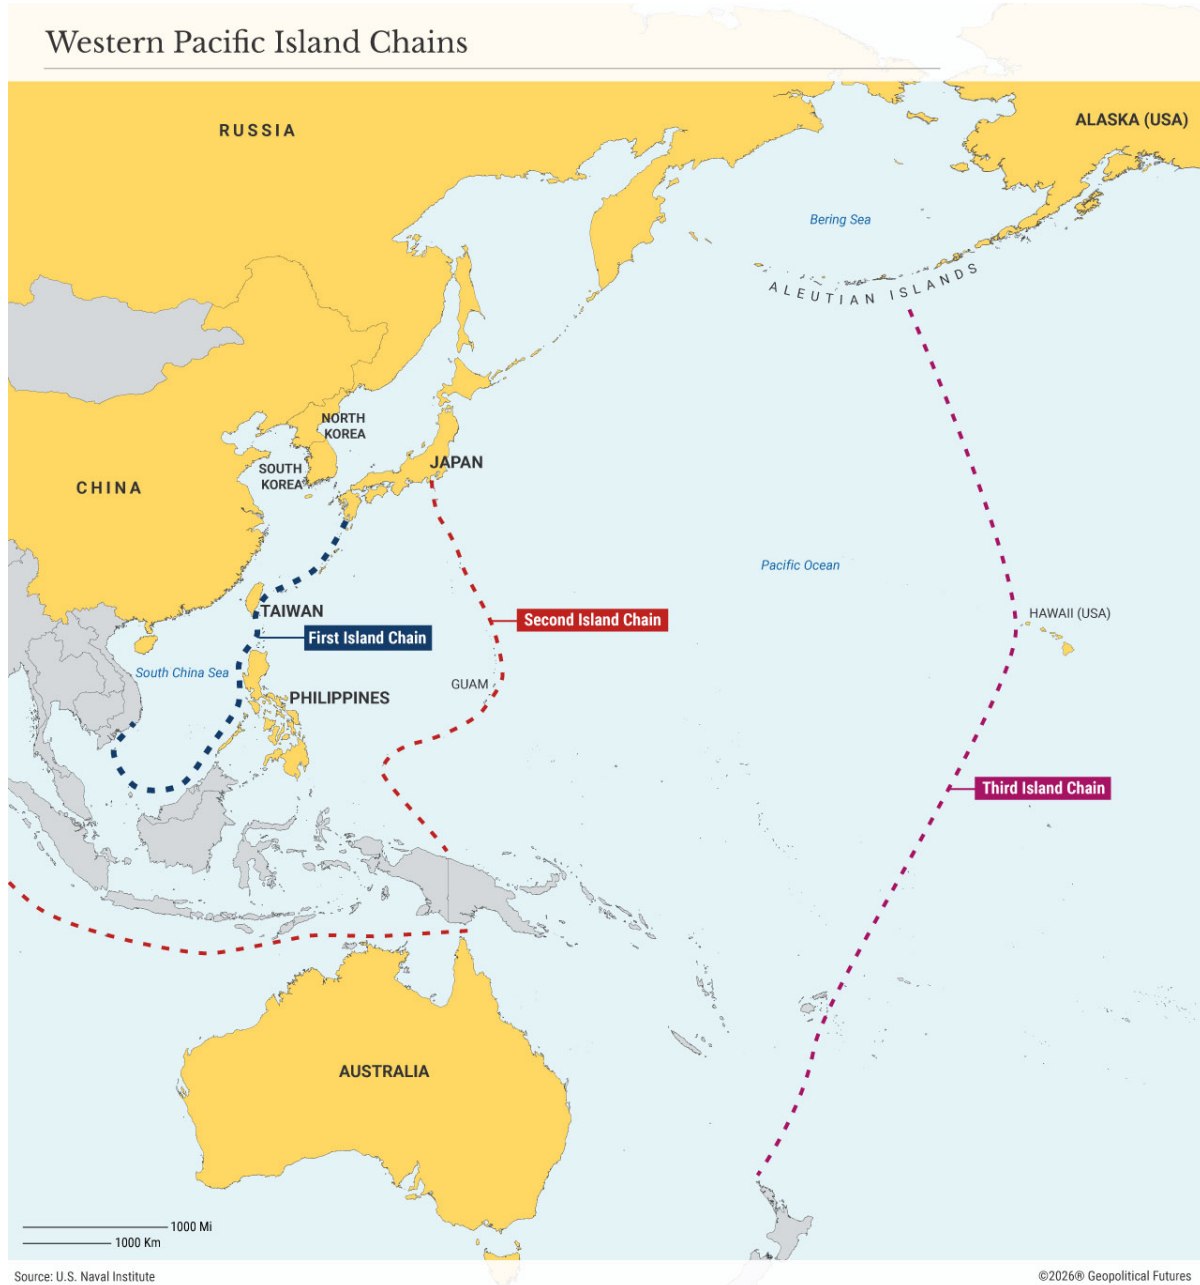 Western Pacific Island Chains
RUSSIA
ALASKA (USA)
Bering Sea
ALEUTIAN ISLANDS
NORTH
KOREA
JAPAN
SOUTH
KOREA
CHINA
Pacific Ocean
TAIWAN
HAWAII (USA)
Second Island Chain
First Island Chain
South China Sea
GUAM
PHILIPPINES
Third Island Chain
AUSTRALIA
1000 Mi
1000 Km
Source: U.S. Naval Institute
©2026® Geopolitical Futures